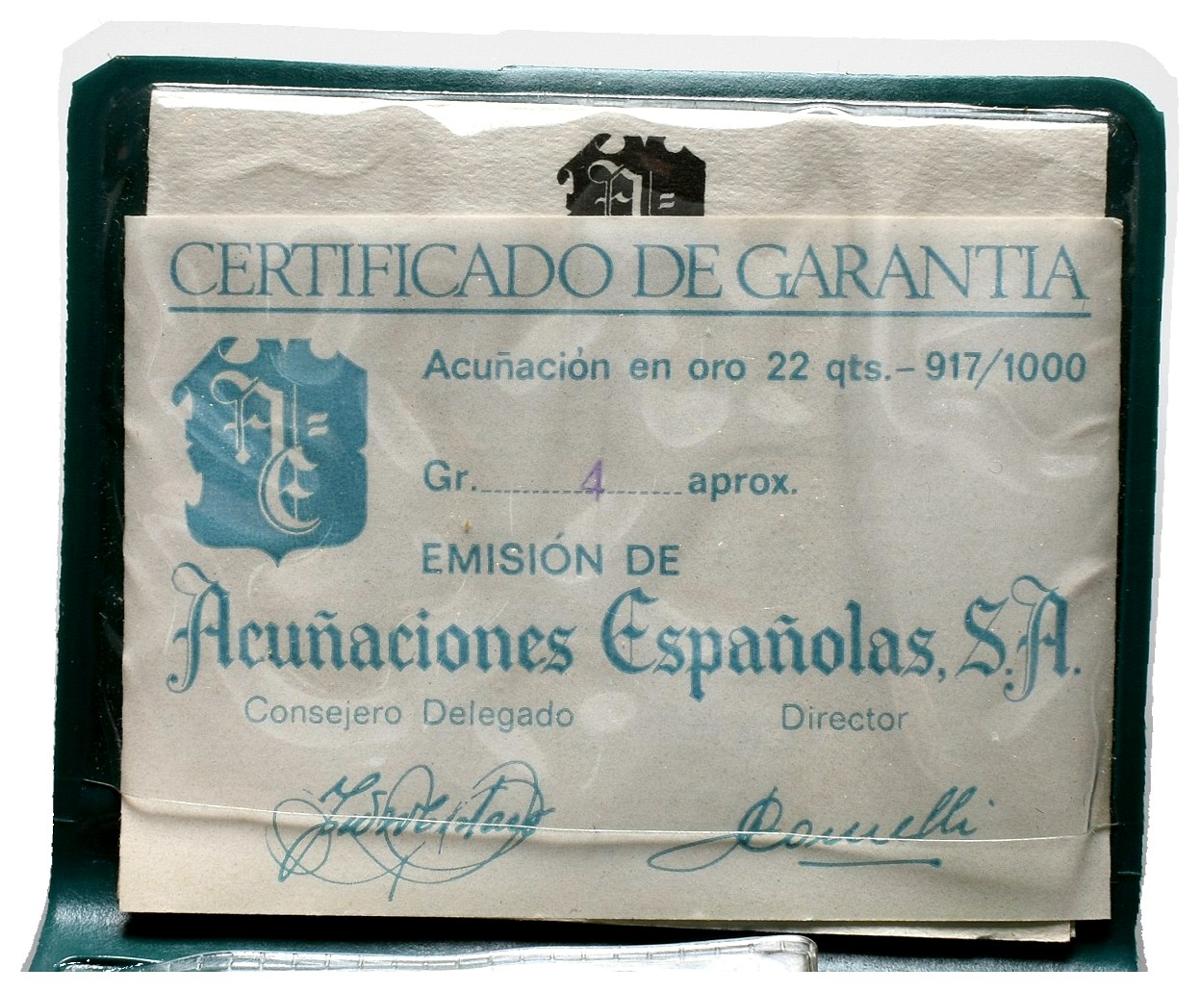 A E
CERTIFICADO DE GARANTIA
A E
Acuñación en oro 22 qts.- 917/1000
Gr. 4 aprox.
EMISIÓN DE
Acuñaciones Españolas, S.A.
Consejero Delegado Director